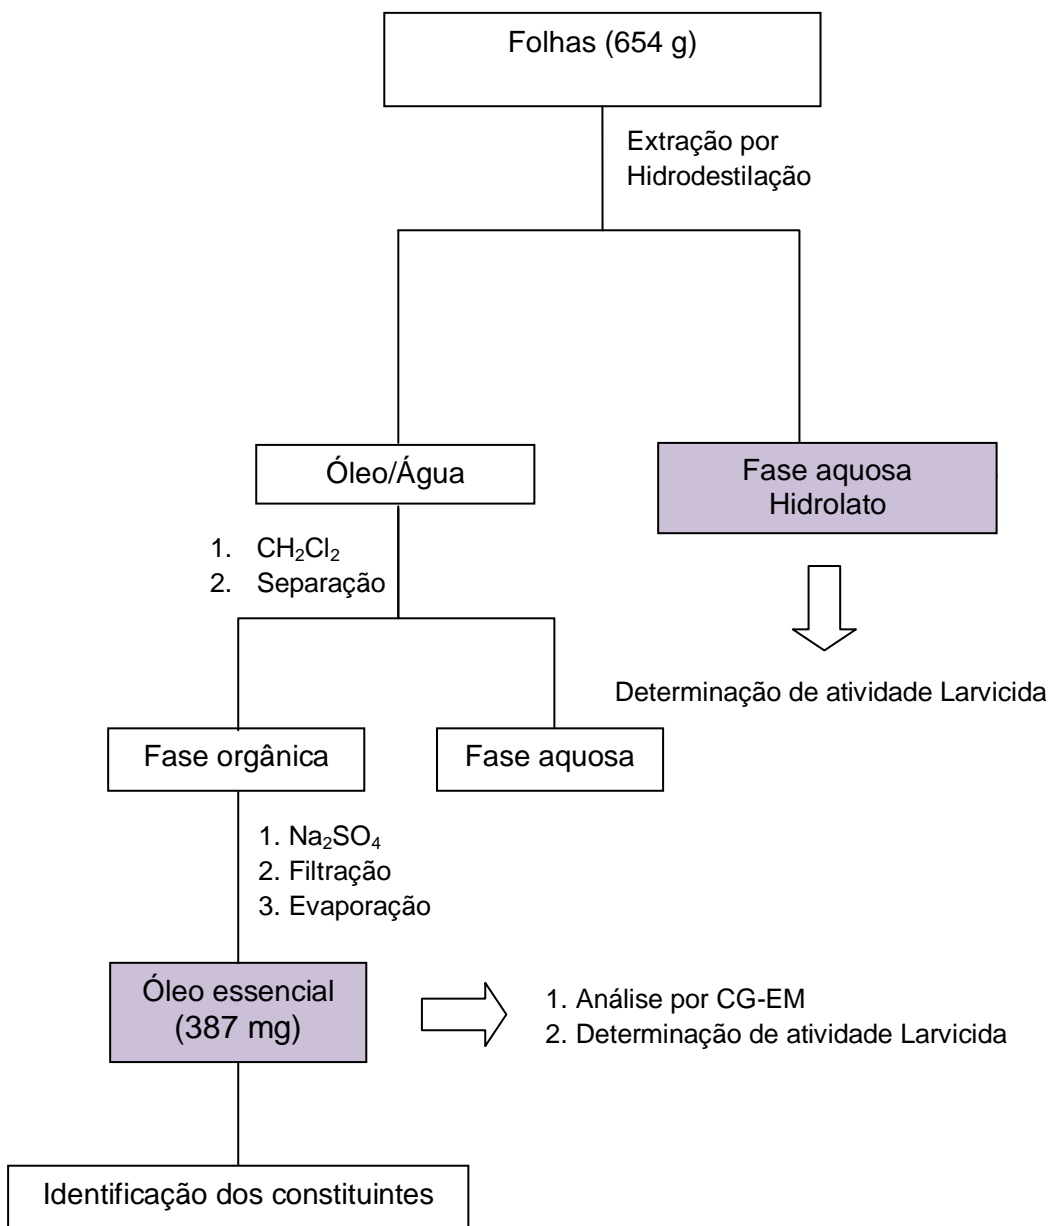 Folhas (654 g)
Extração por
Hidrodestilação
Óleo/Água
Fase aquosa
Hidrolato
1. CH₂Cl₂
2. Separação
Determinação de atividade Larvicida
Fase orgânica
Fase aquosa
1. Na₂SO₄
2. Filtração
3. Evaporação
Óleo essencial
(387 mg)
1. Análise por CG-EM
2. Determinação de atividade Larvicida
Identificação dos constituintes